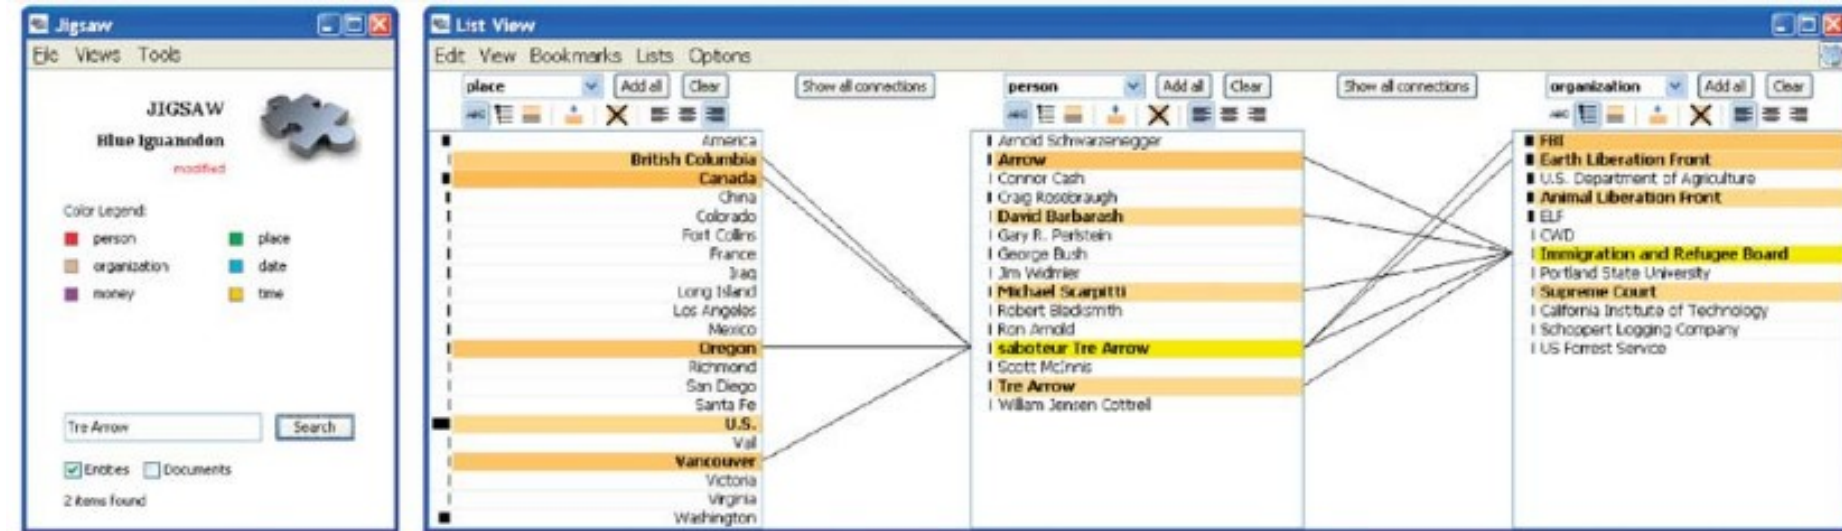 Jigsaw
File Views Tools
JIGSAW
Blue Iguanodon
modified
Color Legend:
person
place
organization
date
money
time
Tre Arrow
Search
Entities
Documents
2 items found
List View
Edit View Bookmarks Lists Options
place Add all Clear Show all connections person Add all Clear Show all connections organization Add all Clear
America
British Columbia
Canada
China
Colorado
Fort Collins
France
Iraq
Long Island
Los Angeles
Mexico
Oregon
Richmond
San Diego
Santa Fe
U.S.
Vail
Vancouver
Victoria
Virginia
Washington
Arnold Schwarzenegger
Arrow
Connor Cash
Craig Rosebraugh
David Barbarash
Gary R. Perlstein
George Bush
Jim Widmier
Michael Scarpitti
Robert Blacksmith
Ron Arnold
saboteur Tre Arrow
Scott McInnis
Tre Arrow
William Jensen Cottrell
FBI
Earth Liberation Front
U.S. Department of Agriculture
Animal Liberation Front
ELF
CWD
Immigration and Refugee Board
Portland State University
Supreme Court
California Institute of Technology
Schoppert Logging Company
US Forrest Service